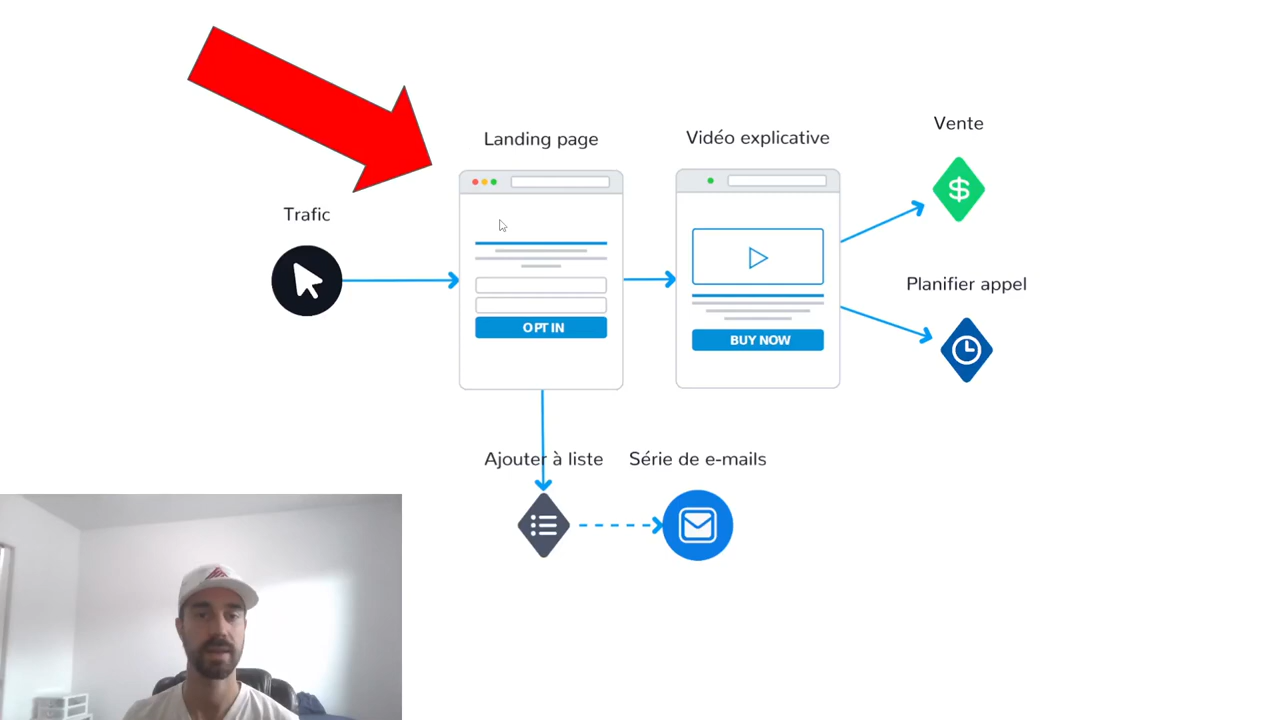 Vente
Landing page
Vidéo explicative
Trafic
OPT IN
BUY NOW
Planifier appel
Ajouter à liste
Série de e-mails
$